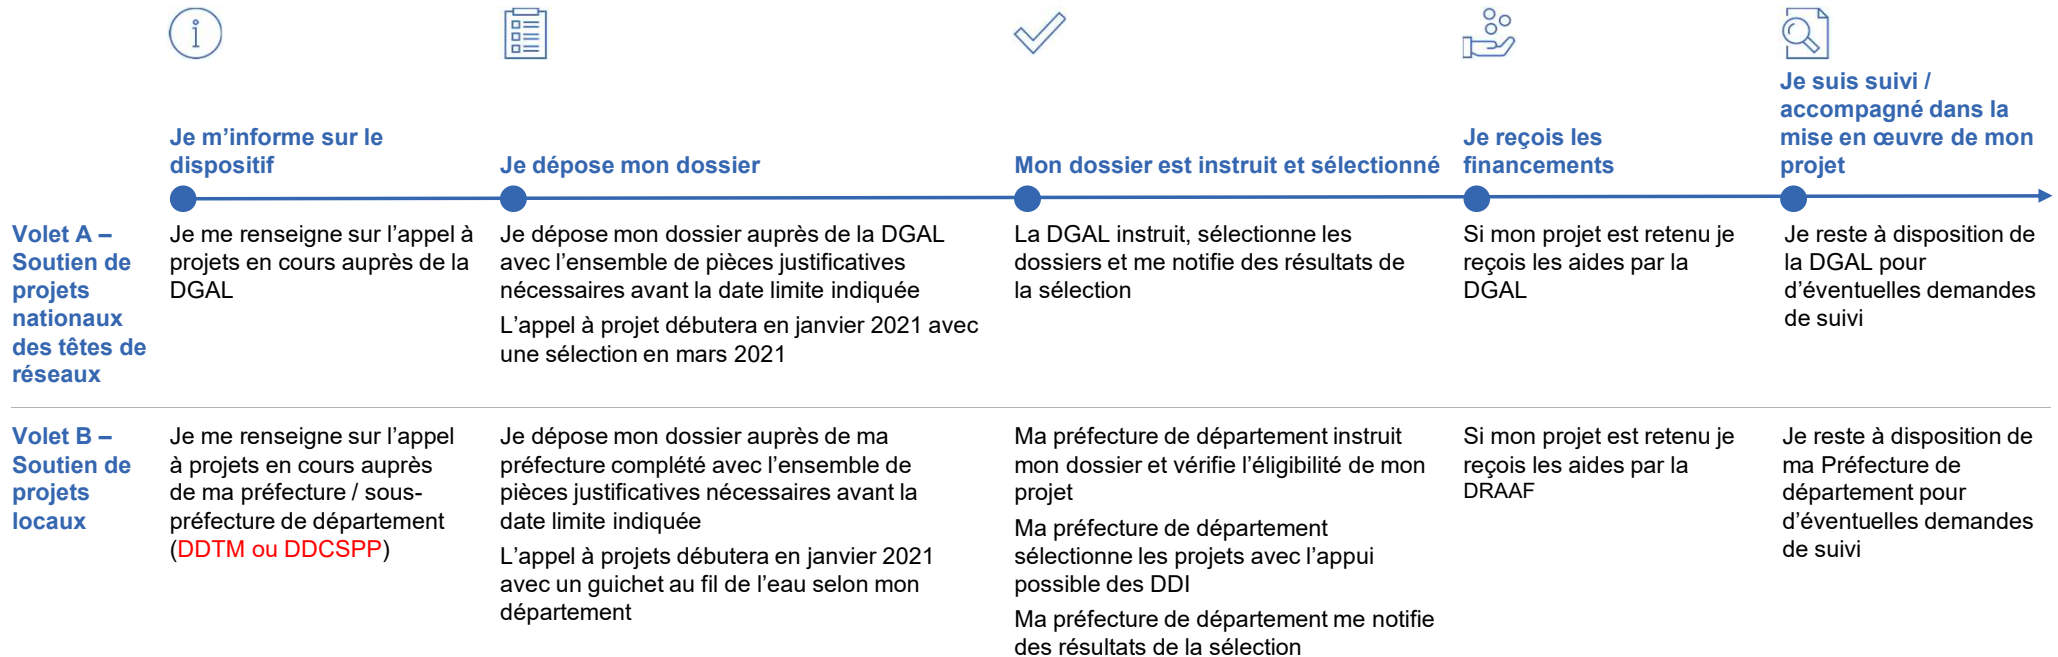 Je m'informe sur le
dispositif
Je dépose mon dossier
Mon dossier est instruit et sélectionné
Je reçois les
financements
Je suis suivi /
accompagné dans la
mise en œuvre de mon
projet
Volet A –
Soutien de
projets
nationaux
des têtes de
réseaux
Je me renseigne sur l'appel à
projets en cours auprès de la
DGAL
Je dépose mon dossier auprès de la DGAL
avec l'ensemble de pièces justificatives
nécessaires avant la date limite indiquée
L'appel à projet débutera en janvier 2021 avec
une sélection en mars 2021
La DGAL instruit, sélectionne les
dossiers et me notifie des résultats de
la sélection
Si mon projet est retenu je
reçois les aides par la
DGAL
Je reste à disposition de
la DGAL pour
d'éventuelles demandes
de suivi
Volet B –
Soutien de
projets
locaux
Je me renseigne sur l'appel
à projets en cours auprès
de ma préfecture / sous-
préfecture de département
(DDTM ou DDCSPP)
Je dépose mon dossier auprès de ma
préfecture complété avec l'ensemble de
pièces justificatives nécessaires avant la
date limite indiquée
L'appel à projets débutera en janvier 2021
avec un guichet au fil de l'eau selon mon
département
Ma préfecture de département instruit
mon dossier et vérifie l'éligibilité de mon
projet
Ma préfecture de département
sélectionne les projets avec l'appui
possible des DDI
Ma préfecture de département me notifie
des résultats de la sélection
Si mon projet est retenu je
reçois les aides par la
DRAAF
Je reste à disposition de
ma Préfecture de
département pour
d'éventuelles demandes
de suivi